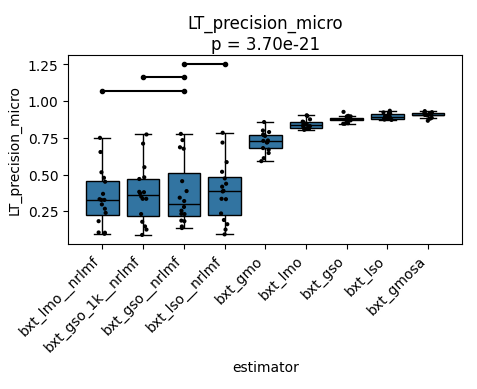 LT_precision_micro
p = 3.70e-21
LT_precision_micro
1.25
1.00
0.75
0.50
0.25
bxt_lmo__nrlmf
bxt_gso_1k__nrlmf
bxt_gso__nrlmf
bxt_lso__nrlmf
bxt_gmo
bxt_lmo
bxt_gso
bxt_lso
bxt_gmosa
estimator